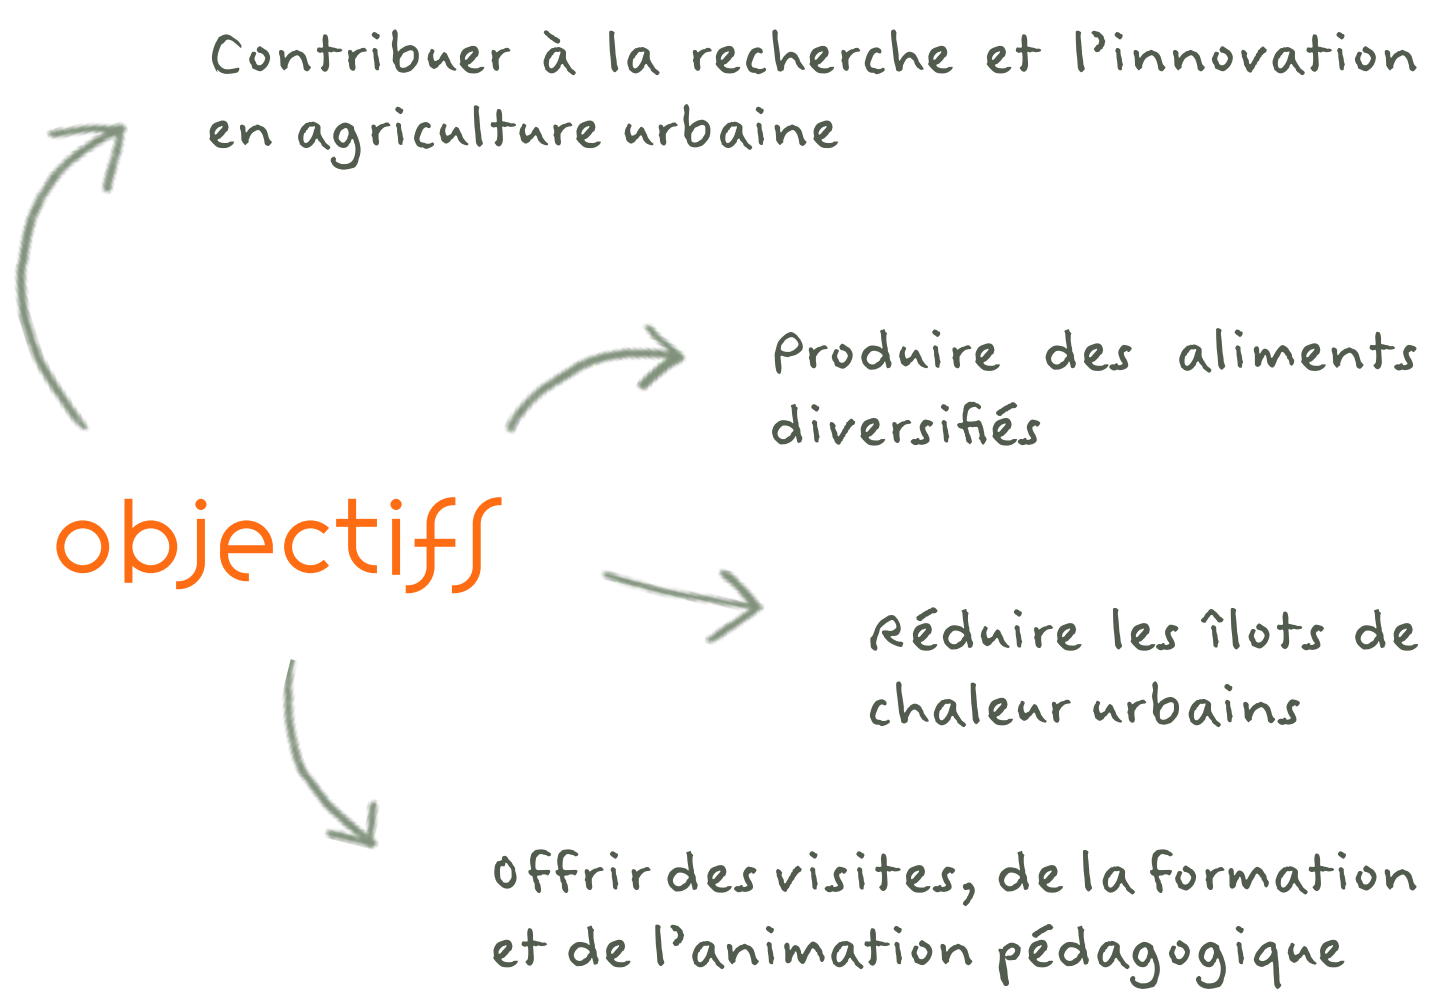 Contribuer à la recherche et l'innovation
en agriculture urbaine
Produire des aliments
diversifiés
objectifs
Réduire les îlots de
chaleur urbains
Offrir des visites, de la formation
et de l'animation pédagogique